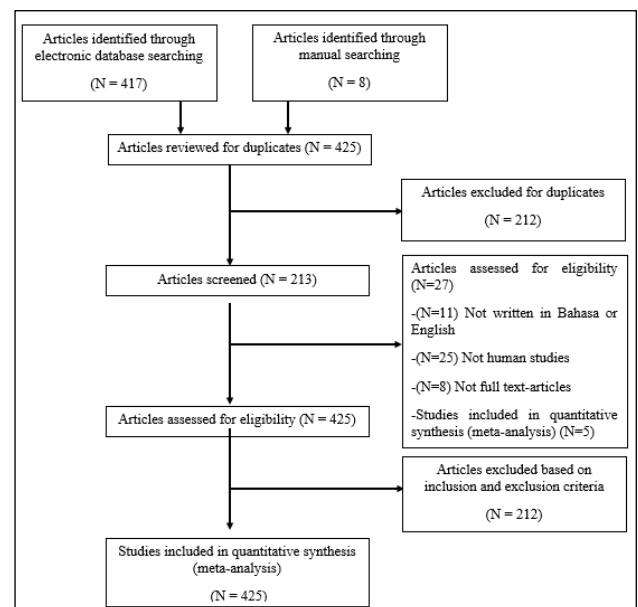 Articles identified through
electronic database searching
(N = 417)
Articles identified through
manual searching
(N = 8)
Articles reviewed for duplicates (N = 425)
Articles excluded for duplicates
(N = 212)
Articles screened (N = 213)
Articles assessed for eligibility
(N=27)
-(N=11) Not written in Bahasa or
English
-(N=25) Not human studies
-(N=8) Not full text-articles
-Studies included in quantitative
synthesis (meta-analysis) (N=5)
Articles assessed for eligibility (N = 425)
Articles excluded based on
inclusion and exclusion criteria
(N = 212)
Studies included in quantitative synthesis
(meta-analysis)
(N = 425)